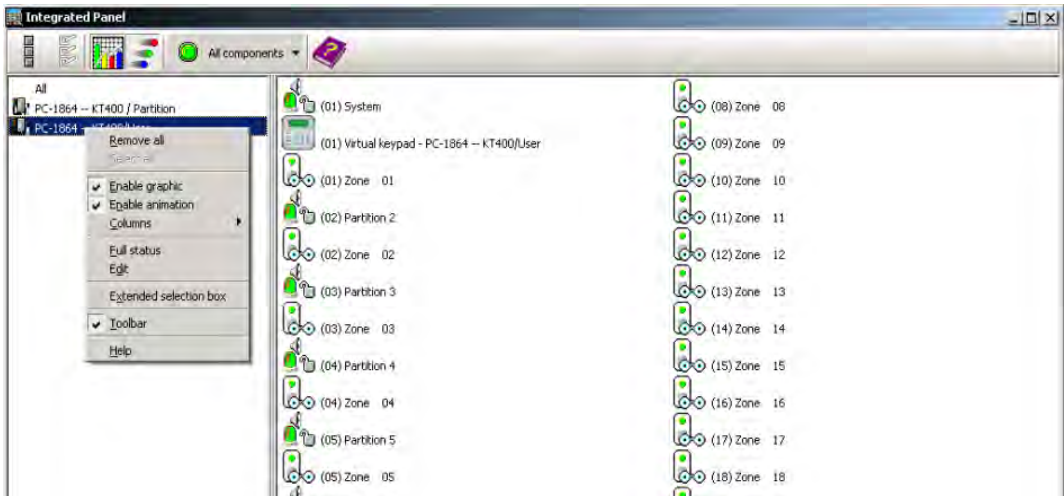 Integrated Panel
All components
All
PC-1864 -- KT400 / Partition
PC-1864 -- KT400/User
Remove all
Select all
Enable graphic
Enable animation
Columns
Full status
Edit
Extended selection box
Toolbar
Help
(01) System
(01) Virtual keypad - PC-1864 -- KT400/User
(01) Zone 01
(02) Partition 2
(02) Zone 02
(03) Partition 3
(03) Zone 03
(04) Partition 4
(04) Zone 04
(05) Partition 5
(05) Zone 05
(08) Zone 08
(09) Zone 09
(10) Zone 10
(11) Zone 11
(12) Zone 12
(13) Zone 13
(14) Zone 14
(15) Zone 15
(16) Zone 16
(17) Zone 17
(18) Zone 18